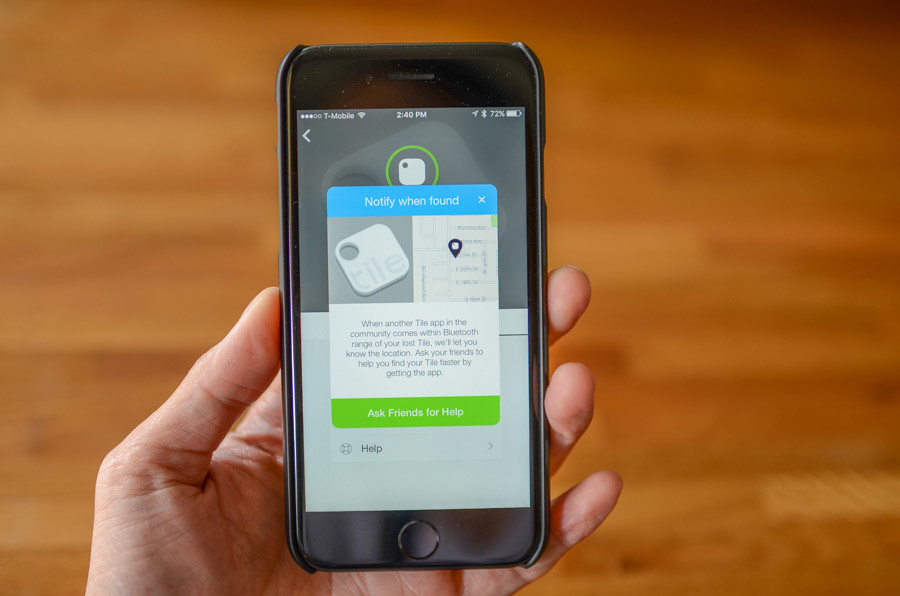 T-Mobile 2:40 PM 72%
Notify when found ×
tile
When another Tile app in the
community comes within Bluetooth
range of your lost Tile, we'll let you
know the location. Ask your friends to
help you find your Tile faster by
getting the app.
Ask Friends for Help
Help